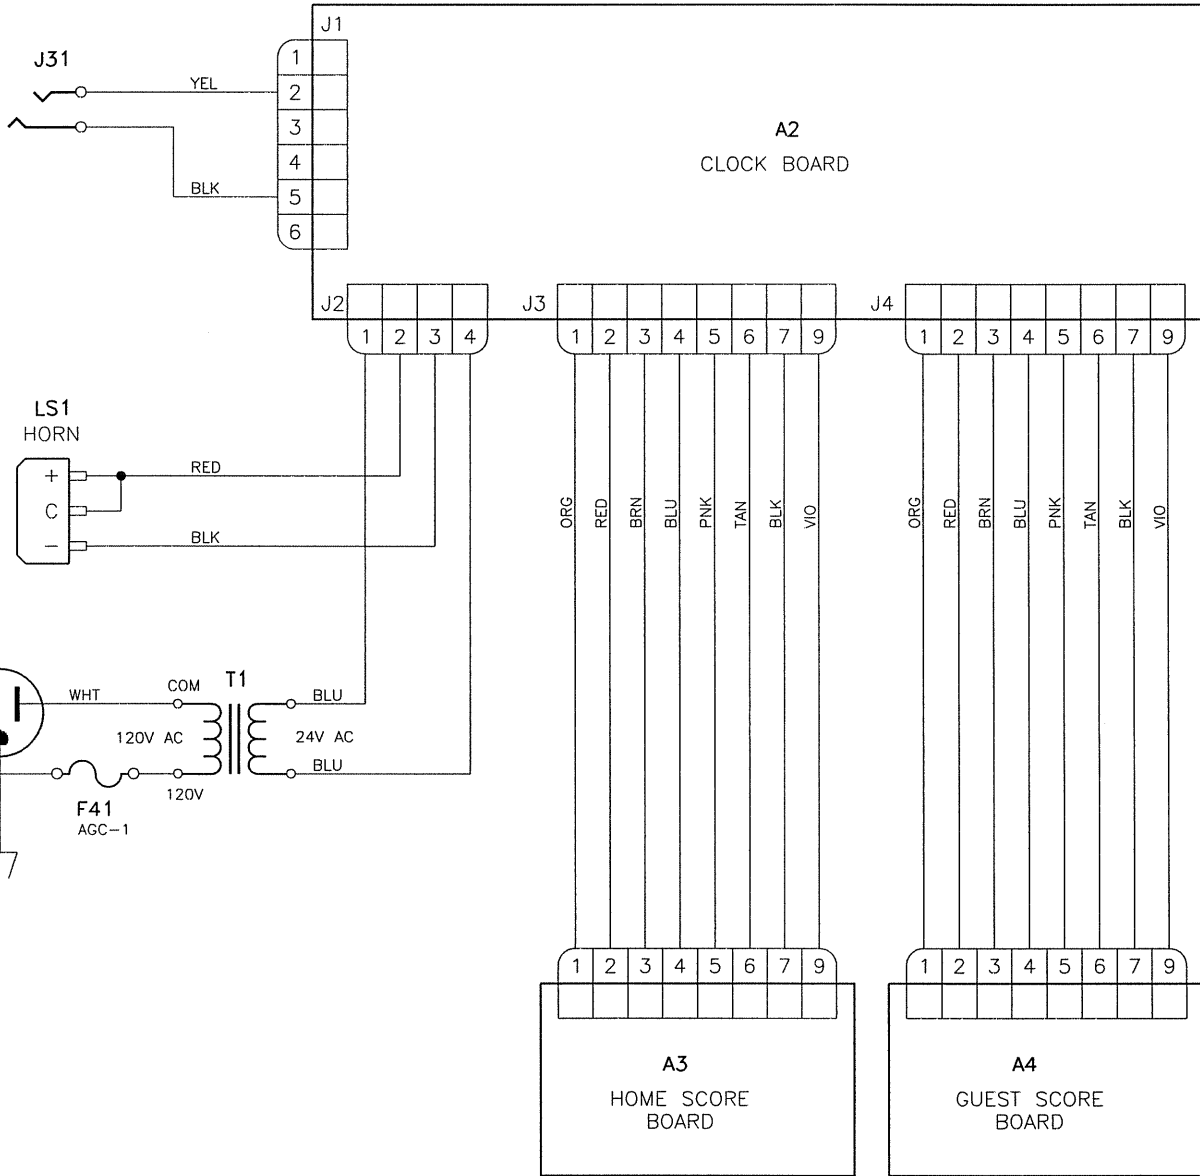 J1
J31
1
YEL
2
3
A2
4
CLOCK BOARD
BLK
5
6
J2
J3
J4
1 2 3 4
1 2 3 4 5 6 7 9
1 2 3 4 5 6 7 9
LS1
HORN
+
RED
C
-
BLK
ORG RED BRN BLU PNK TAN BLK VIO
ORG RED BRN BLU PNK TAN BLK VIO
T1
COM
WHT
BLU
120V AC
24V AC
BLU
120V
F41
AGC-1
1 2 3 4 5 6 7 9
1 2 3 4 5 6 7 9
A3
HOME SCORE
BOARD
A4
GUEST SCORE
BOARD